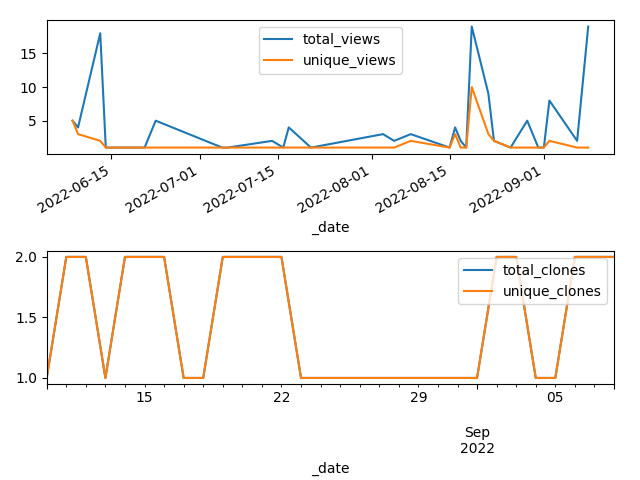 total_views
unique_views
15
10
5
2022-06-15
2022-07-01
2022-07-15
2022-08-01
2022-08-15
2022-09-01
_date
total_clones
unique_clones
2.0
1.5
1.0
15
22
29
05
Sep
2022
_date